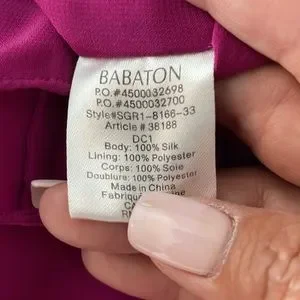 BABATON
P.O.#4500032698
P.O.#4500032700
Style#SGR1-8166-33
Article # 38188
DC1
Body: 100% Silk
Lining: 100% Polyester
Corps: 100% Soie
Doublure: 100% Polyester
Made in China